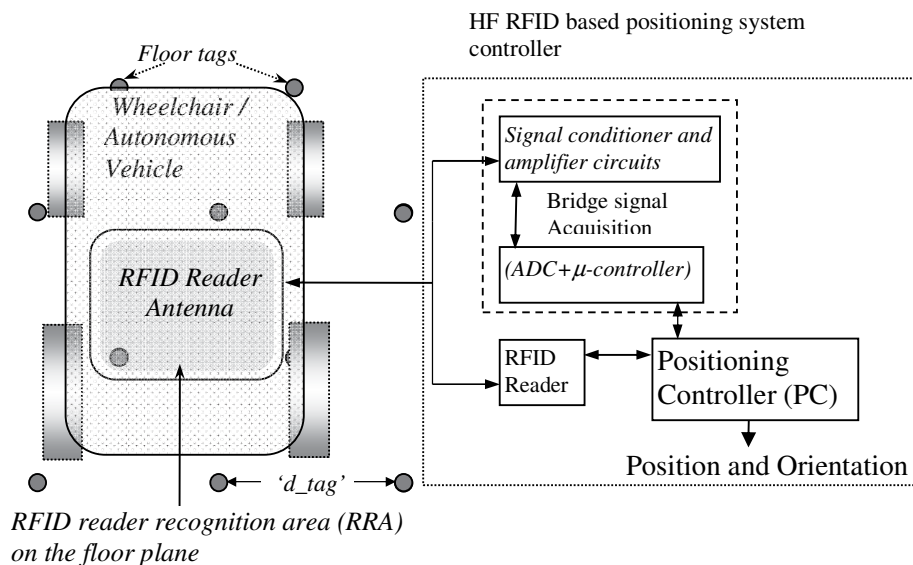 HF RFID based positioning system
controller
Floor tags
Wheelchair /
Autonomous
Vehicle
Signal conditioner and
amplifier circuits
Bridge signal
Acquisition
(ADC+μ-controller)
RFID Reader
Antenna
RFID
Reader
Positioning
Controller (PC)
Position and Orientation
‘d_tag’
RFID reader recognition area (RRA)
on the floor plane